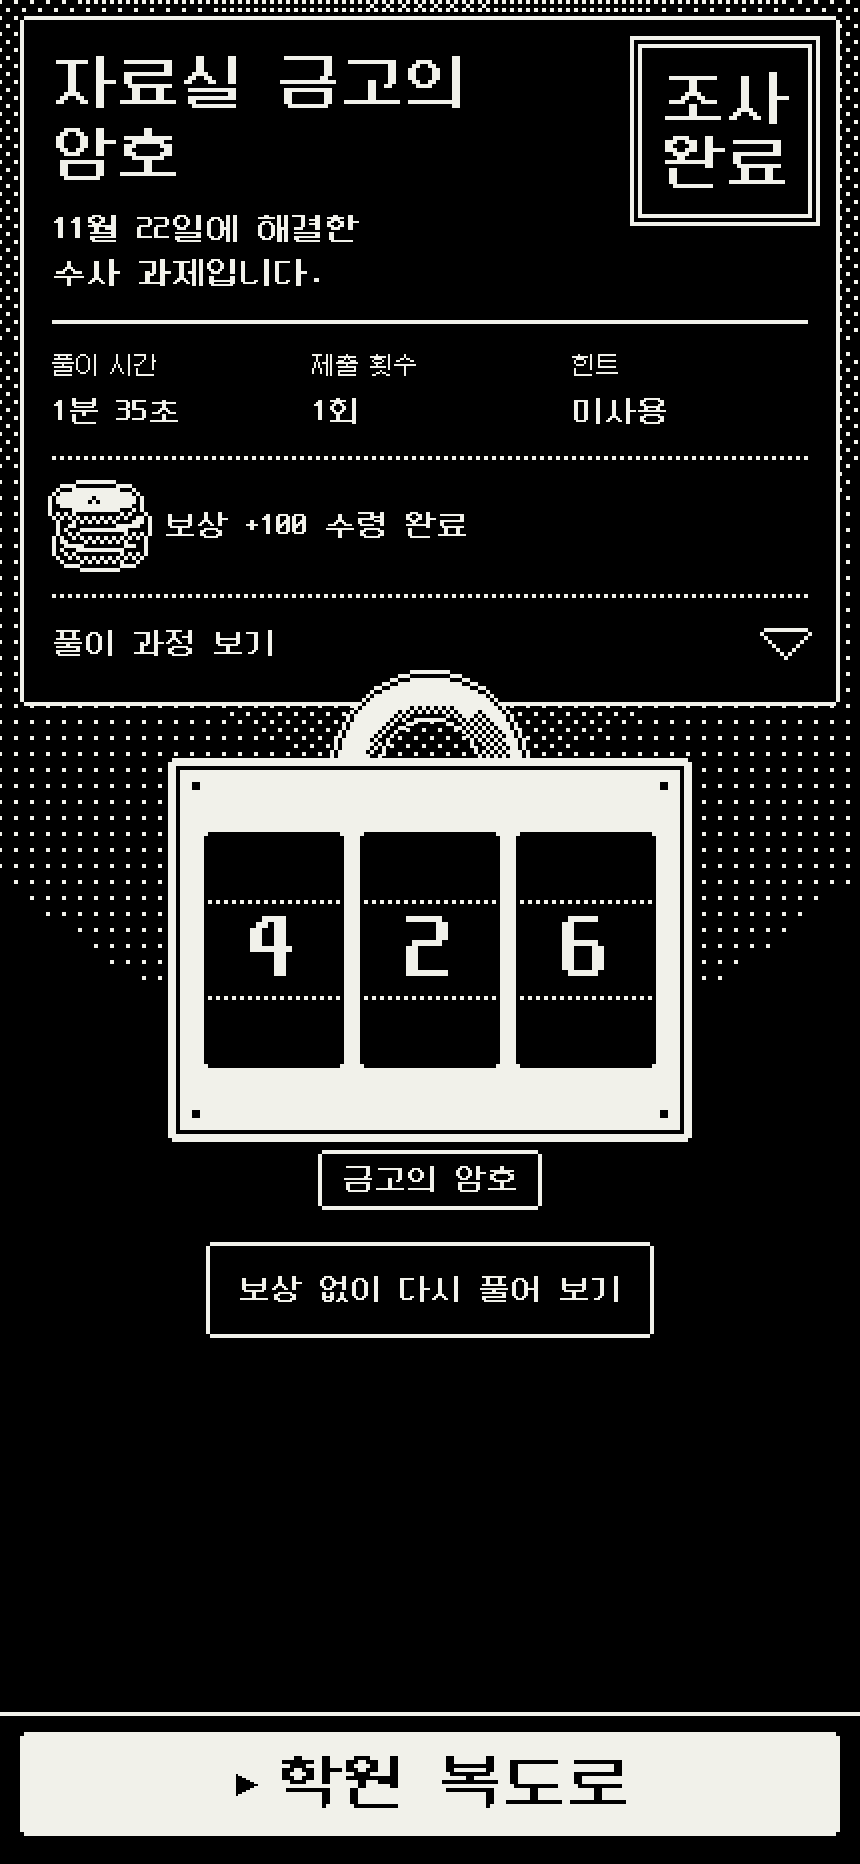 자료실 금고의
암호
조사
완료
11월 22일에 해결한
수사 과제입니다.
풀이 시간 제출 횟수 힌트
1분 35초 1회 미사용
보상 +100 수령 완료
풀이 과정 보기
4 2 6
금고의 암호
보상 없이 다시 풀어 보기
▶ 학원 복도로